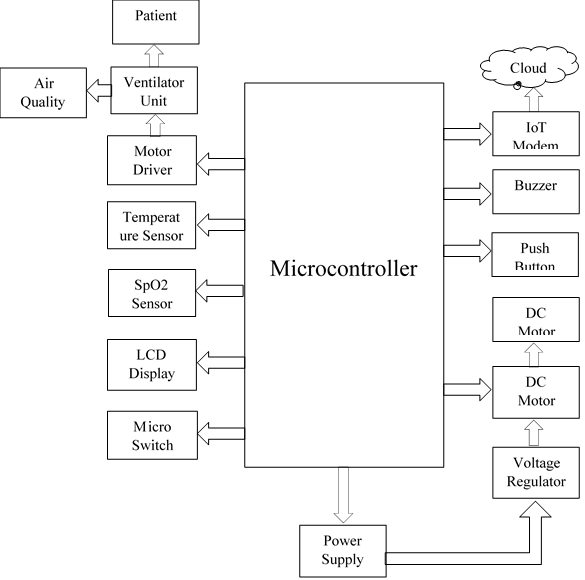 Patient
Air
Quality
Ventilator
Unit
Motor
Driver
Temperat
ure Sensor
SpO2
Sensor
LCD
Display
Micro
Switch
Microcontroller
Cloud
IoT
Modem
Buzzer
Push
Button
DC
Motor
DC
Motor
Voltage
Regulator
Power
Supply